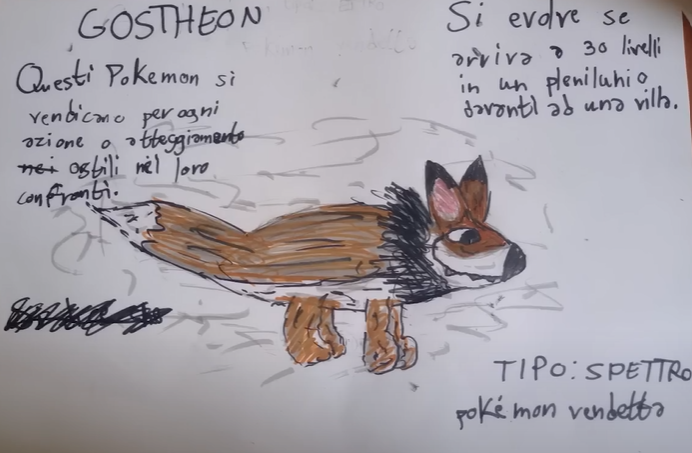 GOSTHEON
Questi Pokemon si
vendicano per ogni
azione o atteggiamento
ostili nel loro
confronti.
Si evolve se
arriva a 30 livelli
in un plenilunio
davanti ad una villa.
TIPO: SPETTRO
pokémon vendetta